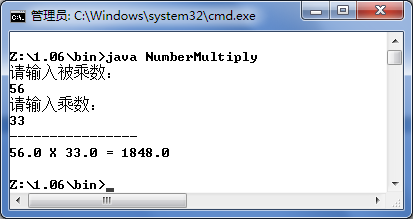 管理员: C:\Windows\system32\cmd.exe
Z:\1.06\bin>java NumberMultiply
请输入被乘数:
56
请输入乘数:
33
----------------
56.0 X 33.0 = 1848.0
Z:\1.06\bin>